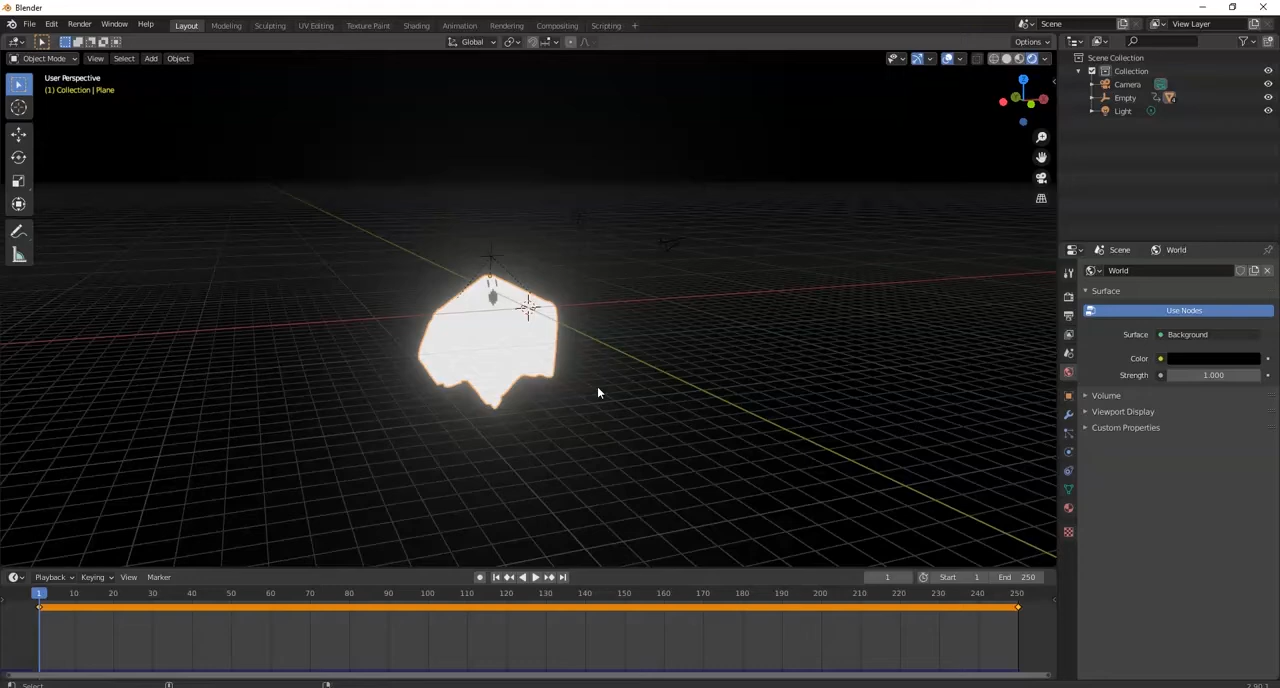 Blender
File Edit Render Window Help Layout Modeling Sculpting UV Editing Texture Paint Shading Animation Rendering Compositing Scripting + Scene View Layer
Global Options
Object Mode View Select Add Object
User Perspective
(1) Collection | Plane
Scene Collection
Collection
Camera
Empty
Light
Scene World
World
Surface
Use Nodes
Surface Background
Color
Strength 1.000
Volume
Viewport Display
Custom Properties
Playback Keying View Marker 1 Start 1 End 250
1 10 20 30 40 50 60 70 80 90 100 110 120 130 140 150 160 170 180 190 200 210 220 230 240 250
Select 2.90.1